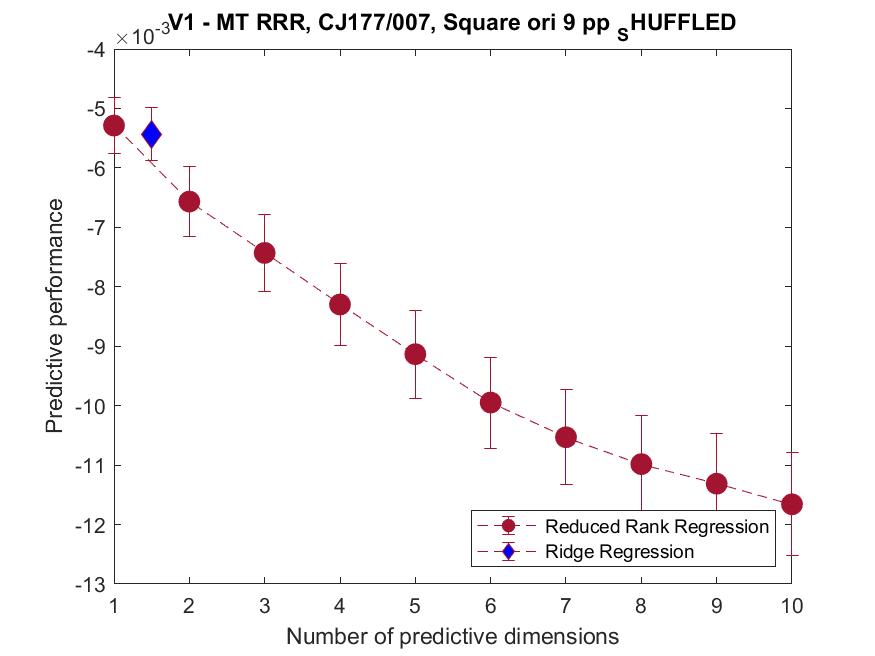 V1 - MT RRR, CJ177/007, Square ori 9 pp SHUFFLED
×10-3
-4
-5
-6
-7
-8
-9
-10
-11
-12
-13
Predictive performance
Reduced Rank Regression
Ridge Regression
1 2 3 4 5 6 7 8 9 10
Number of predictive dimensions